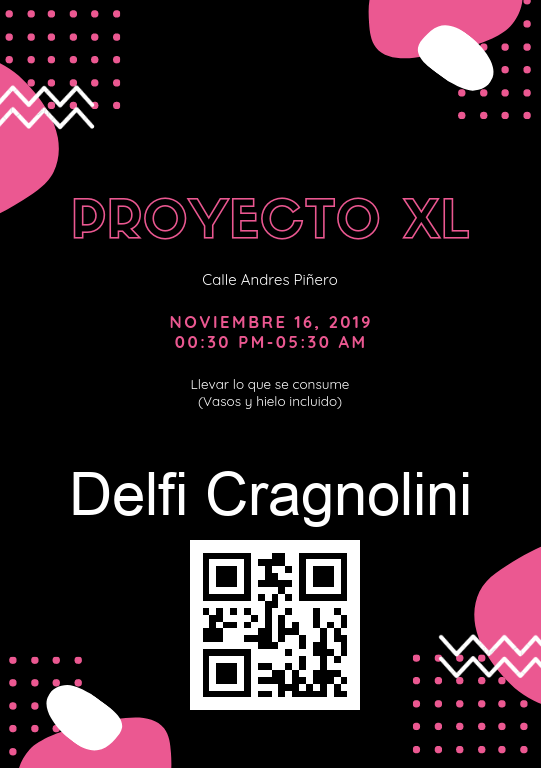 PROYECTO XL
Calle Andres Piñero
NOVIEMBRE 16, 2019
00:30 PM-05:30 AM
Llevar lo que se consume
(Vasos y hielo incluido)
Delfi Cragnolini